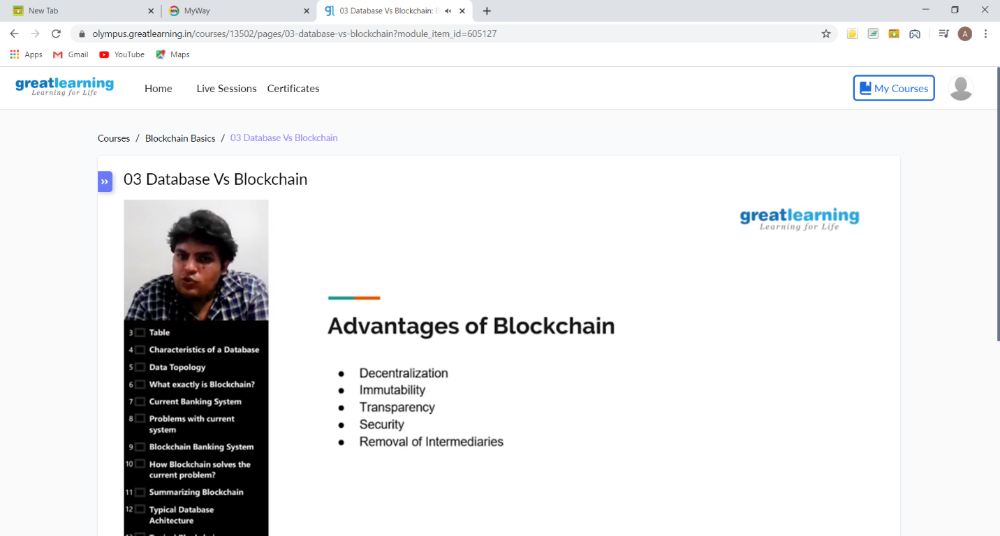 New Tab
MyWay
03 Database Vs Blockchain: B
olympus.greatlearning.in/courses/13502/pages/03-database-vs-blockchain?module_item_id=605127
A
Apps
Gmail
YouTube
Maps
greatlearning
Learning for Life
Home
Live Sessions
Certificates
My Courses
Courses / Blockchain Basics / 03 Database Vs Blockchain
03 Database Vs Blockchain
greatlearning
Learning for Life
3 Table
4 Characteristics of a Database
5 Data Topology
6 What exactly is Blockchain?
7 Current Banking System
8 Problems with current
system
9 Blockchain Banking System
10 How Blockchain solves the
current problem?
11 Summarizing Blockchain
12 Typical Database
Achitecture
Advantages of Blockchain
● Decentralization
● Immutability
● Transparency
● Security
● Removal of Intermediaries